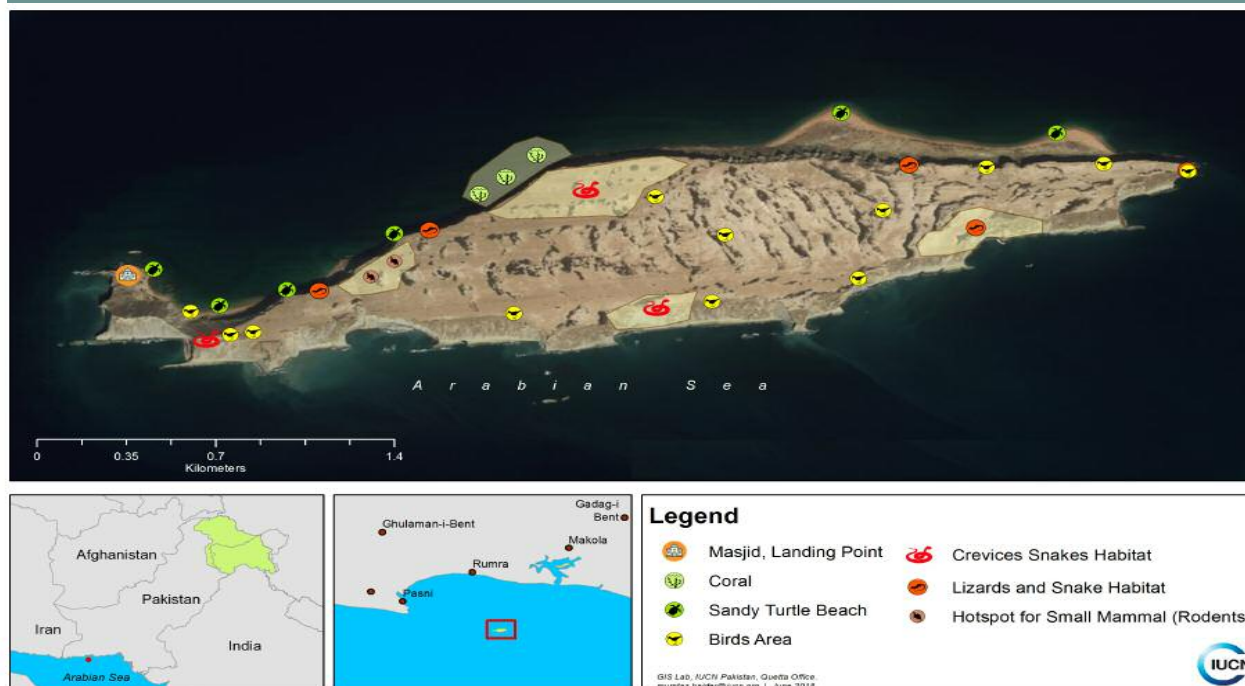 A r a b i a n S e a
0 0.35 0.7 1.4
Kilometers
Afghanistan
Pakistan
Iran
India
Arabian Sea
Gadag-i
Bent
Ghulaman-i-Bent
Makola
Rumra
Pasni
Legend
Masjid, Landing Point
Coral
Sandy Turtle Beach
Birds Area
Crevices Snakes Habitat
Lizards and Snake Habitat
Hotspot for Small Mammal (Rodents
GIS Lab, IUCN Pakistan, Quetta Office.
IUCN